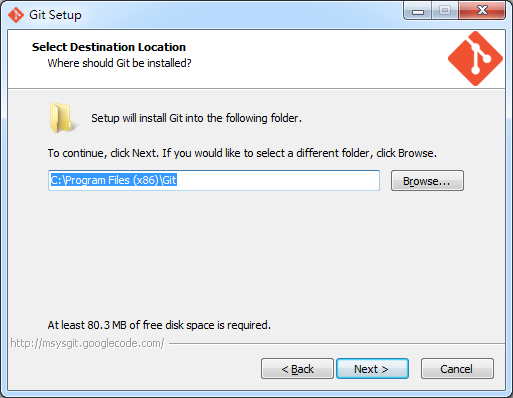 Git Setup
Select Destination Location
Where should Git be installed?
Setup will install Git into the following folder.
To continue, click Next. If you would like to select a different folder, click Browse.
C:\Program Files (x86)\Git
Browse...
At least 80.3 MB of free disk space is required.
http://msysgit.googlecode.com/
< Back
Next >
Cancel